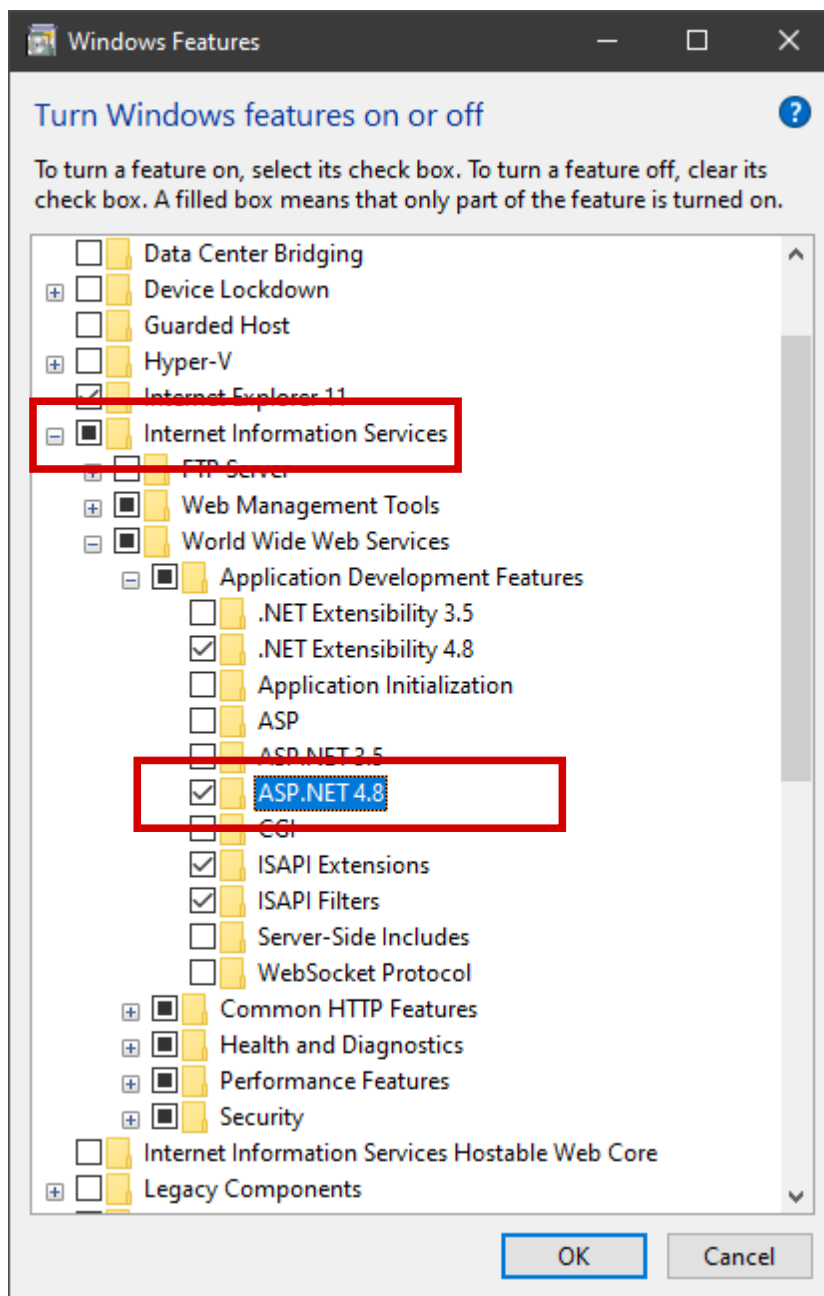 Windows Features
Turn Windows features on or off
?
To turn a feature on, select its check box. To turn a feature off, clear its
check box. A filled box means that only part of the feature is turned on.
Data Center Bridging
Device Lockdown
Guarded Host
Hyper-V
Internet Explorer 11
Internet Information Services
FTP Server
Web Management Tools
World Wide Web Services
Application Development Features
.NET Extensibility 3.5
.NET Extensibility 4.8
Application Initialization
ASP
ASP.NET 3.5
ASP.NET 4.8
CGI
ISAPI Extensions
ISAPI Filters
Server-Side Includes
WebSocket Protocol
Common HTTP Features
Health and Diagnostics
Performance Features
Security
Internet Information Services Hostable Web Core
Legacy Components
OK
Cancel